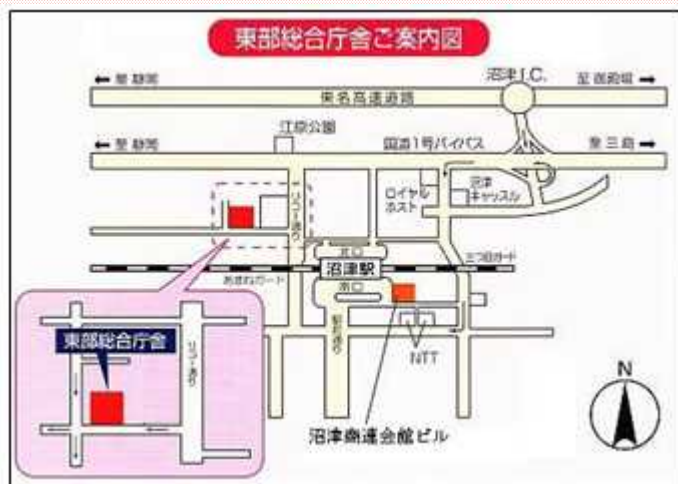 東部総合庁舎ご案内図
沼津I.C.
← 至 静岡
至 御殿場 →
東名高速道路
江原公園
← 至 静岡
国道1号バイパス
至 三島 →
ロイヤル
ホスト
沼津
キャッスル
リコー通り
北口
沼津駅
南口
あまねガード
三つ目ガード
東部総合庁舎
リコー通り
NTT
沼津商連会館ビル
N